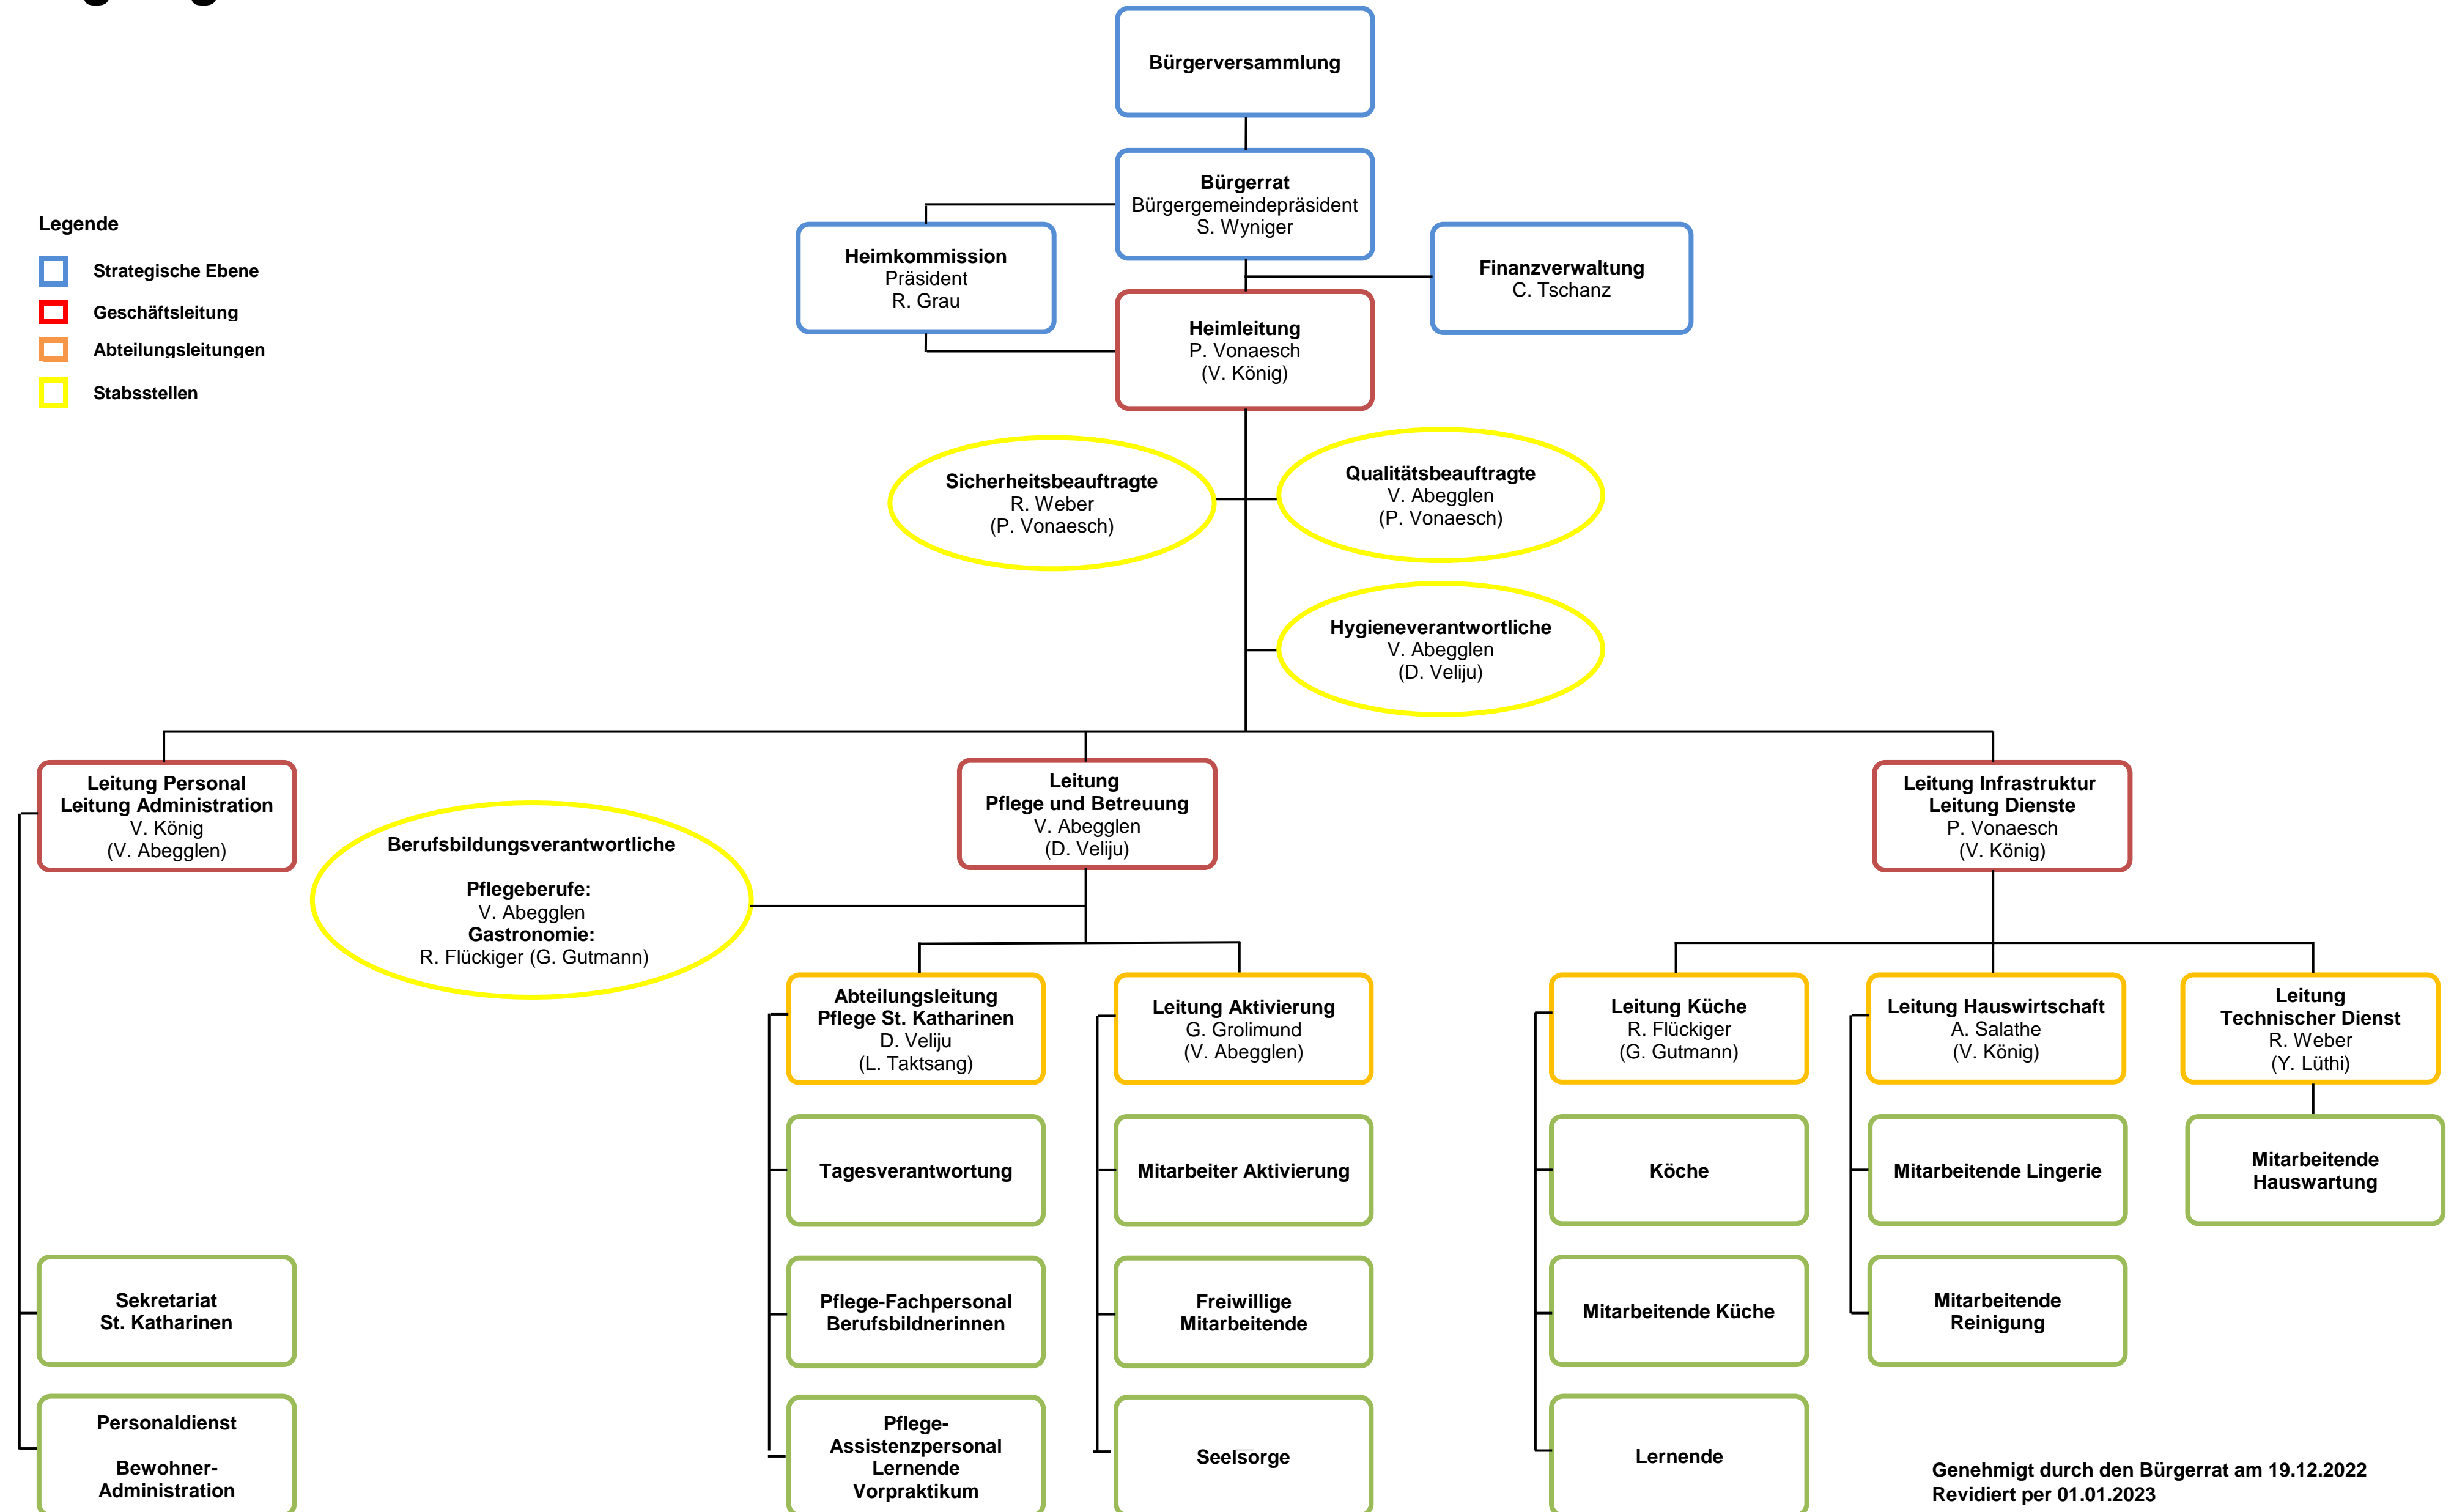 Bürgerversammlung
Bürgerrat
Bürgergemeindepräsident
S. Wyniger
Legende
Strategische Ebene
Geschäftsleitung
Abteilungsleitungen
Stabsstellen
Heimkommission
Präsident
R. Grau
Finanzverwaltung
C. Tschanz
Heimleitung
P. Vonaesch
(V. König)
Sicherheitsbeauftragte
R. Weber
(P. Vonaesch)
Qualitätsbeauftragte
V. Abegglen
(P. Vonaesch)
Hygieneverantwortliche
V. Abegglen
(D. Veliju)
Leitung Personal
Leitung Administration
V. König
(V. Abegglen)
Berufsbildungsverantwortliche
Pflegeberufe:
V. Abegglen
Gastronomie:
R. Flückiger (G. Gutmann)
Leitung
Pflege und Betreuung
V. Abegglen
(D. Veliju)
Leitung Infrastruktur
Leitung Dienste
P. Vonaesch
(V. König)
Abteilungsleitung
Pflege St. Katharinen
D. Veliju
(L. Taktsang)
Leitung Aktivierung
G. Grolimund
(V. Abegglen)
Leitung Küche
R. Flückiger
(G. Gutmann)
Leitung Hauswirtschaft
A. Salathe
(V. König)
Leitung
Technischer Dienst
R. Weber
(Y. Lüthi)
Tagesverantwortung
Mitarbeiter Aktivierung
Köche
Mitarbeitende Lingerie
Mitarbeitende
Hauswartung
Sekretariat
St. Katharinen
Pflege-Fachpersonal
Berufsbildnerinnen
Freiwillige
Mitarbeitende
Mitarbeitende Küche
Mitarbeitende
Reinigung
Personaldienst
Bewohner-
Administration
Pflege-
Assistenzpersonal
Lernende
Vorpraktikum
Seelsorge
Lernende
Genehmigt durch den Bürgerrat am 19.12.2022
Revidiert per 01.01.2023